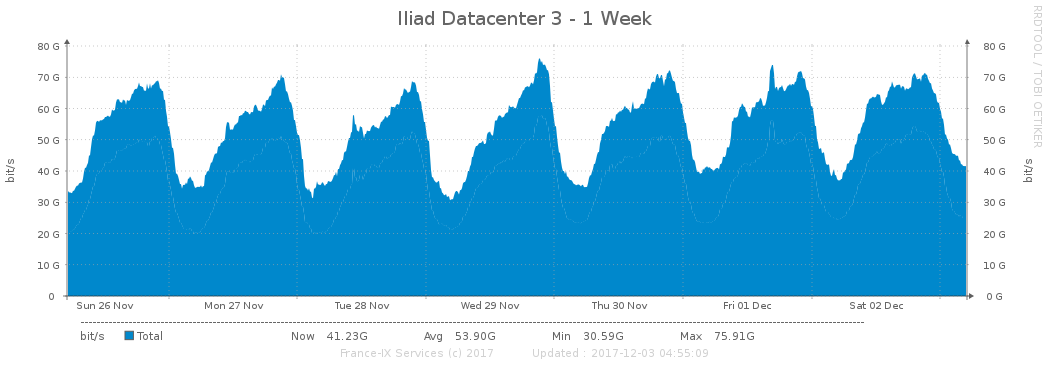 Iliad Datacenter 3 - 1 Week
RRDTOOL / TOBI OETIKER
80 G 80 G
70 G 70 G
60 G 60 G
50 G 50 G
40 G 40 G
30 G 30 G
20 G 20 G
10 G 10 G
0 0 G
bit/s bit/s
Sun 26 Nov Mon 27 Nov Tue 28 Nov Wed 29 Nov Thu 30 Nov Fri 01 Dec Sat 02 Dec
bit/s Total Now 41.23G Avg 53.90G Min 30.59G Max 75.91G
France-IX Services (c) 2017 Updated : 2017-12-03 04:55:09